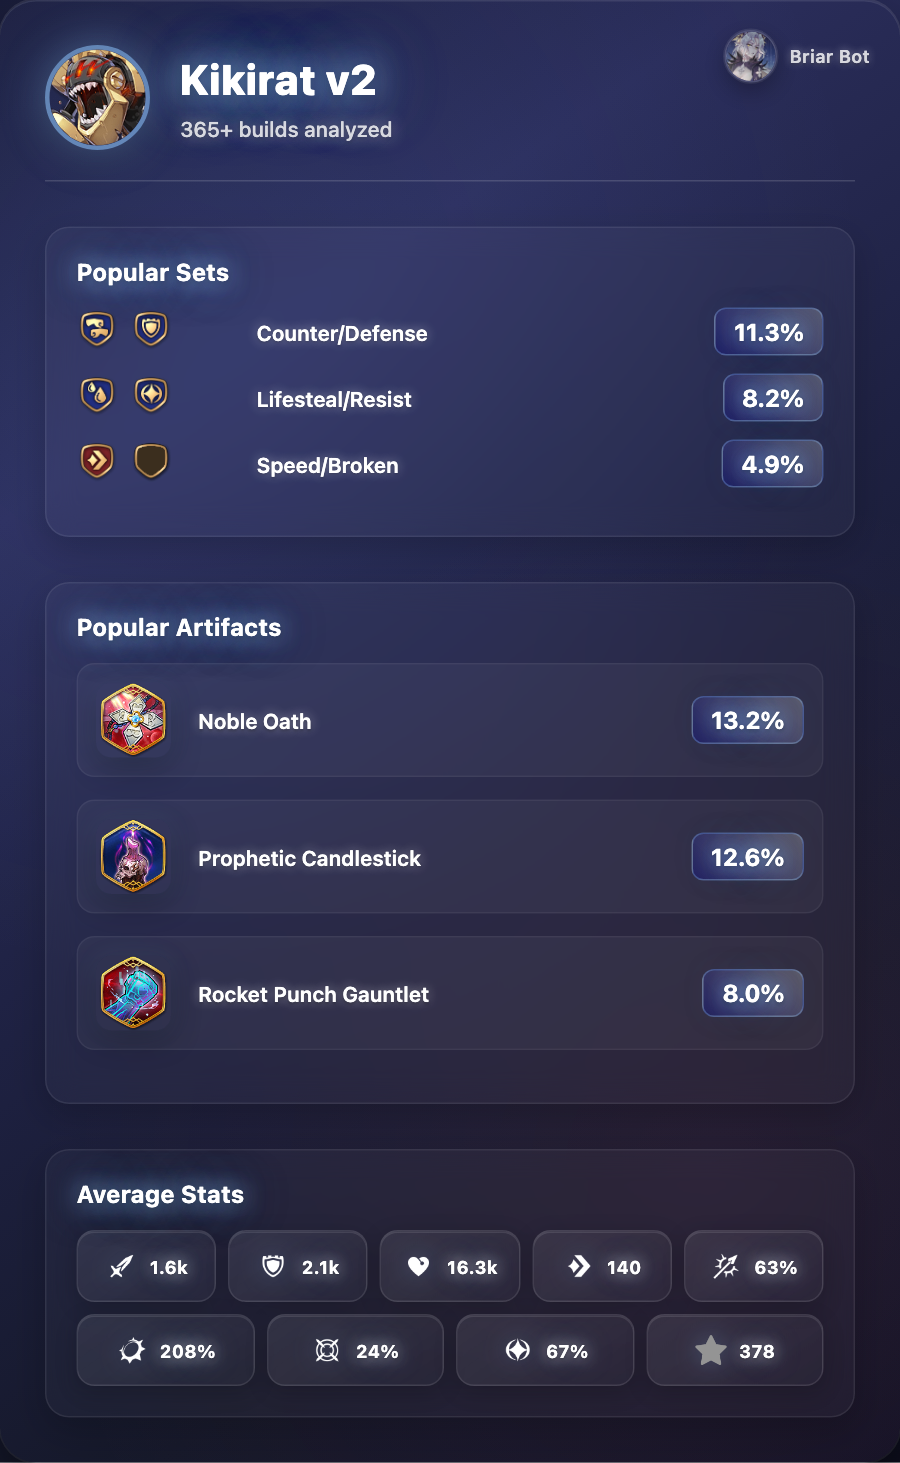 Kikirat v2
365+ builds analyzed
Briar Bot
Popular Sets
Counter/Defense 11.3%
Lifesteal/Resist 8.2%
Speed/Broken 4.9%
Popular Artifacts
Noble Oath 13.2%
Prophetic Candlestick 12.6%
Rocket Punch Gauntlet 8.0%
Average Stats
1.6k 2.1k 16.3k 140 63%
208% 24% 67% 378